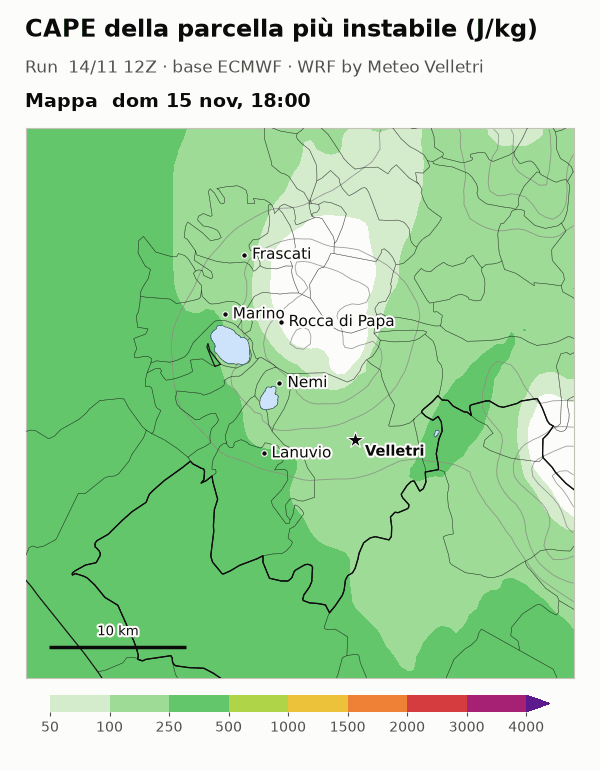 CAPE della parcella più instabile (J/kg)
Run  14/11 12Z · base ECMWF · WRF by Meteo Velletri
Mappa  dom 15 nov, 18:00
Frascati
Marino
Rocca di Papa
Nemi
Velletri
Lanuvio
10 km
50 100 250 500 1000 1500 2000 3000 4000